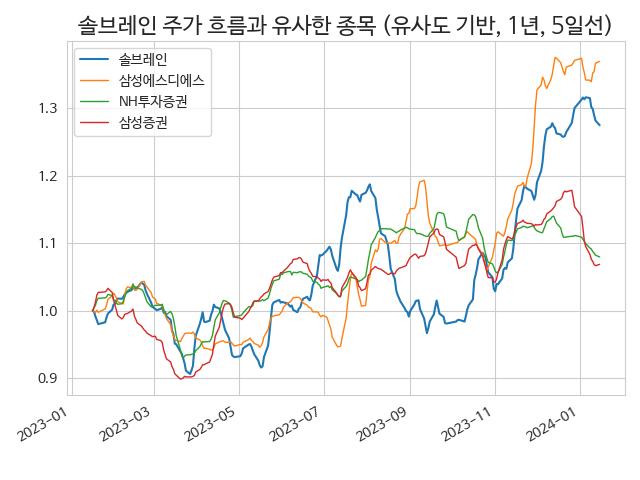 솔브레인 주가 흐름과 유사한 종목 (유사도 기반, 1년, 5일선)
솔브레인
삼성에스디에스
NH투자증권
삼성증권
1.3
1.2
1.1
1.0
0.9
2023-01
2023-03
2023-05
2023-07
2023-09
2023-11
2024-01